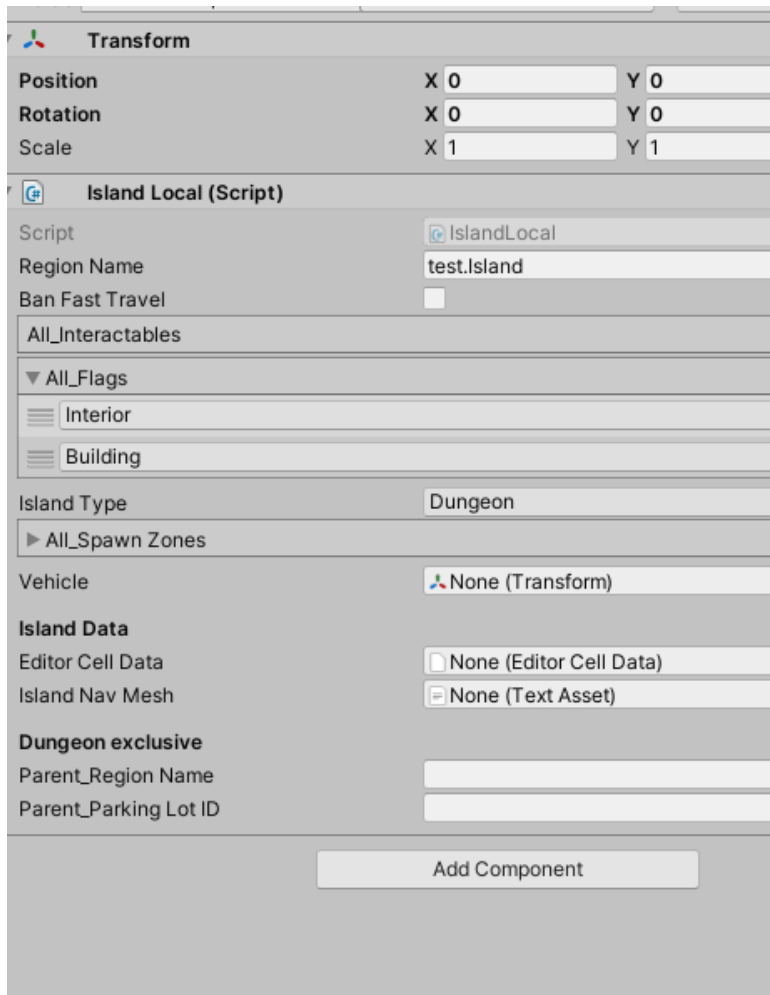 Transform
Position X 0 Y 0
Rotation X 0 Y 0
Scale X 1 Y 1
Island Local (Script)
Script IslandLocal
Region Name test.Island
Ban Fast Travel
All_Interactables
All_Flags
Interior
Building
Island Type Dungeon
All_Spawn Zones
Vehicle None (Transform)
Island Data
Editor Cell Data None (Editor Cell Data)
Island Nav Mesh None (Text Asset)
Dungeon exclusive
Parent_Region Name
Parent_Parking Lot ID
Add Component